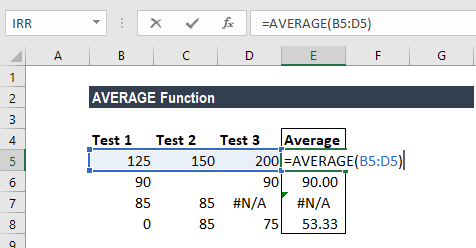 IRR =AVERAGE(B5:D5)
A B C D E F G
1
2 AVERAGE Function
3
4 Test 1 Test 2 Test 3 Average
5 125 150 200 =AVERAGE(B5:D5)
6 90 90 90.00
7 85 85 #N/A #N/A
8 0 85 75 53.33
9